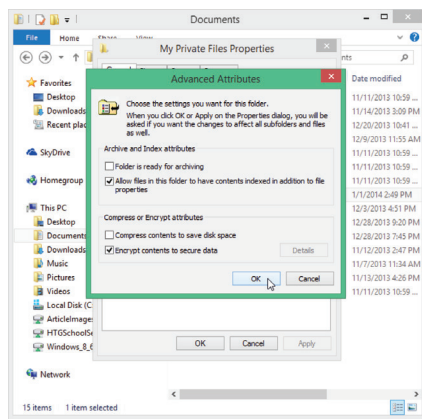 Documents
File
Home
Share
View
My Private Files Properties
nts
Advanced Attributes
Choose the settings you want for this folder.
When you click OK or Apply on the Properties dialog, you will be
asked if you want the changes to affect all subfolders and files
as well.
Archive and Index attributes
Folder is ready for archiving
Allow files in this folder to have contents indexed in addition to file
properties
Compress or Encrypt attributes
Compress contents to save disk space
Encrypt contents to secure data
Details
OK
Cancel
Favorites
Desktop
Downloads
Recent plac
SkyDrive
Homegroup
This PC
Desktop
Documents
Downloads
Music
Pictures
Videos
Local Disk (C
ArticleImages
HTGSchoolSe
Windows_8_6
Network
Date modified
11/11/2013 10:59 ...
11/14/2013 3:09 PM
12/20/2013 10:41 ...
12/9/2013 11:55 AM
11/11/2013 10:59 ...
11/11/2013 10:59 ...
11/11/2013 10:59 ...
1/1/2014 2:49 PM
12/3/2013 4:51 PM
12/28/2013 9:20 PM
12/28/2013 7:45 PM
11/12/2013 2:47 PM
11/7/2013 11:34 AM
11/13/2013 4:26 PM
11/11/2013 10:59 ...
OK
Cancel
Apply
15 items
1 item selected